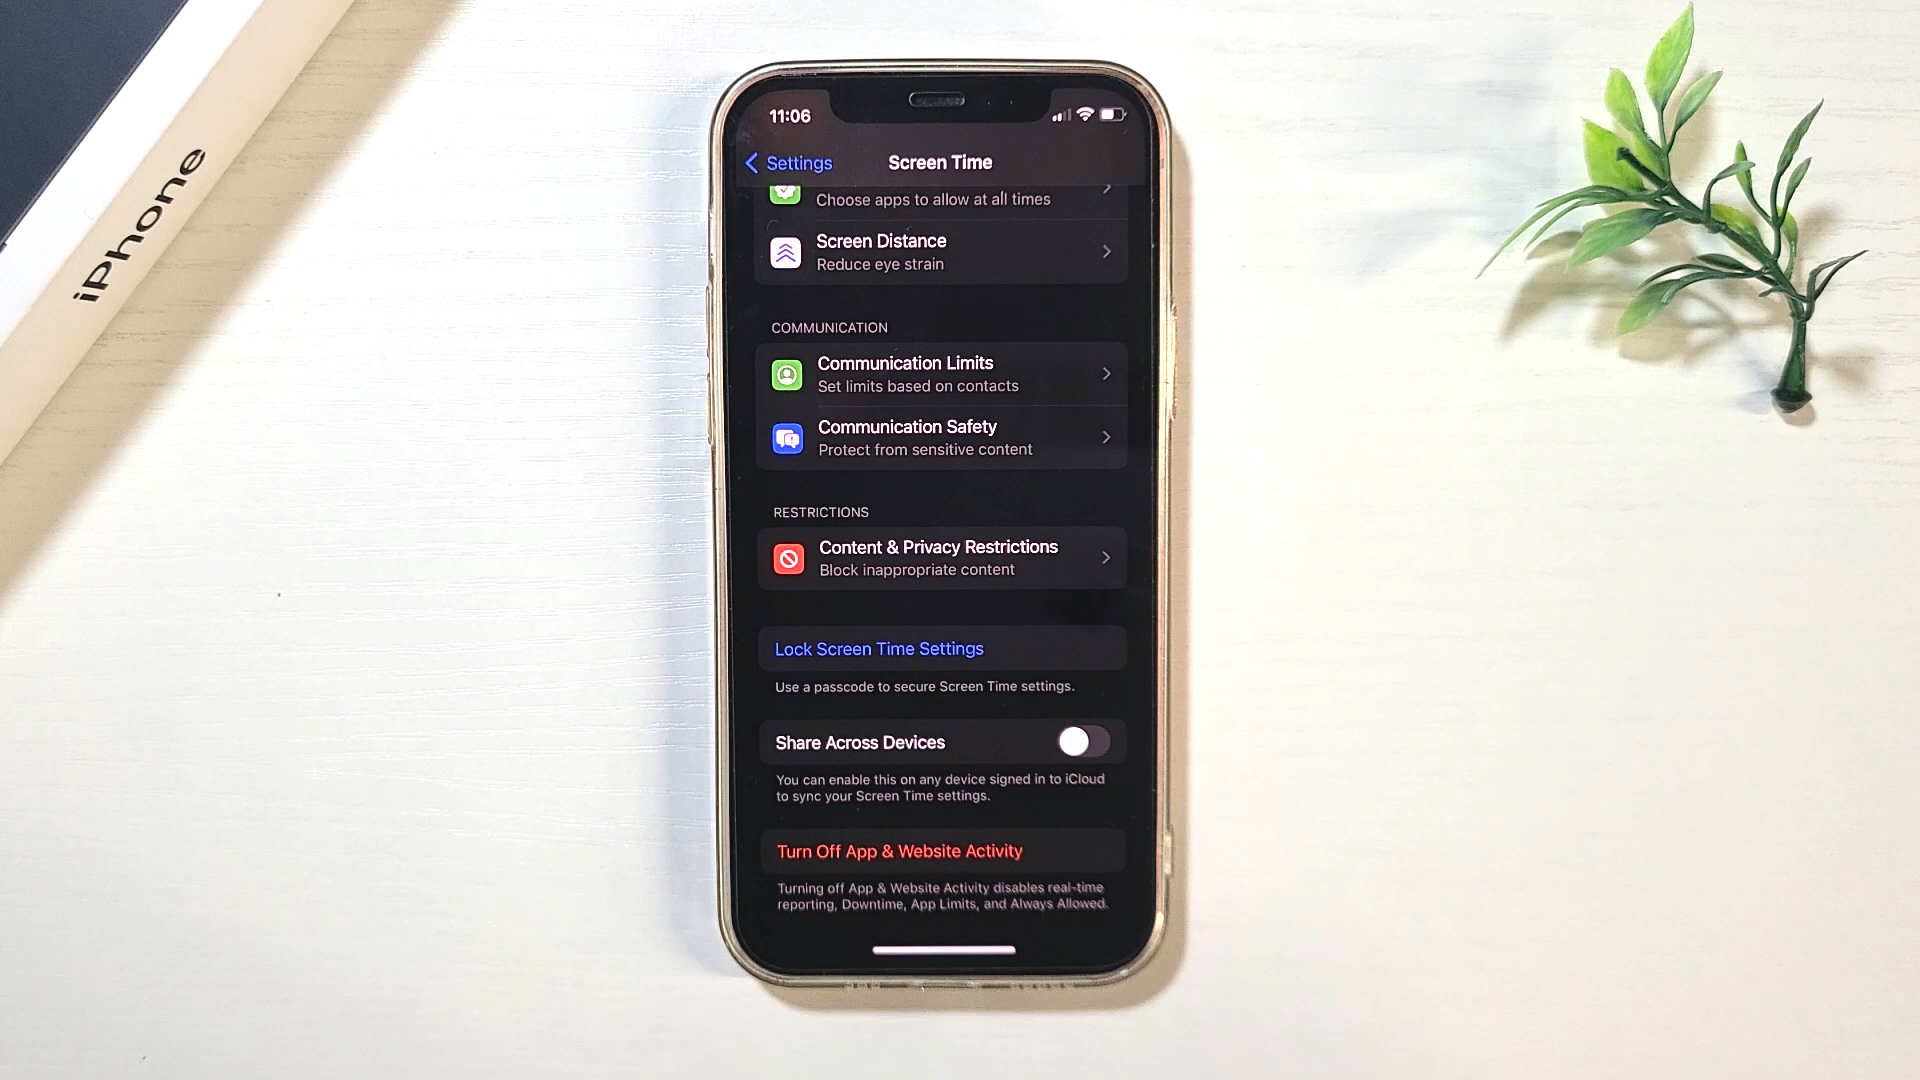 iPhone
11:06
Settings
Screen Time
Choose apps to allow at all times
Screen Distance
Reduce eye strain
COMMUNICATION
Communication Limits
Set limits based on contacts
Communication Safety
Protect from sensitive content
RESTRICTIONS
Content & Privacy Restrictions
Block inappropriate content
Lock Screen Time Settings
Use a passcode to secure Screen Time settings.
Share Across Devices
You can enable this on any device signed in to iCloud
to sync your Screen Time settings.
Turn Off App & Website Activity
Turning off App & Website Activity disables real-time
reporting, Downtime, App Limits, and Always Allowed.